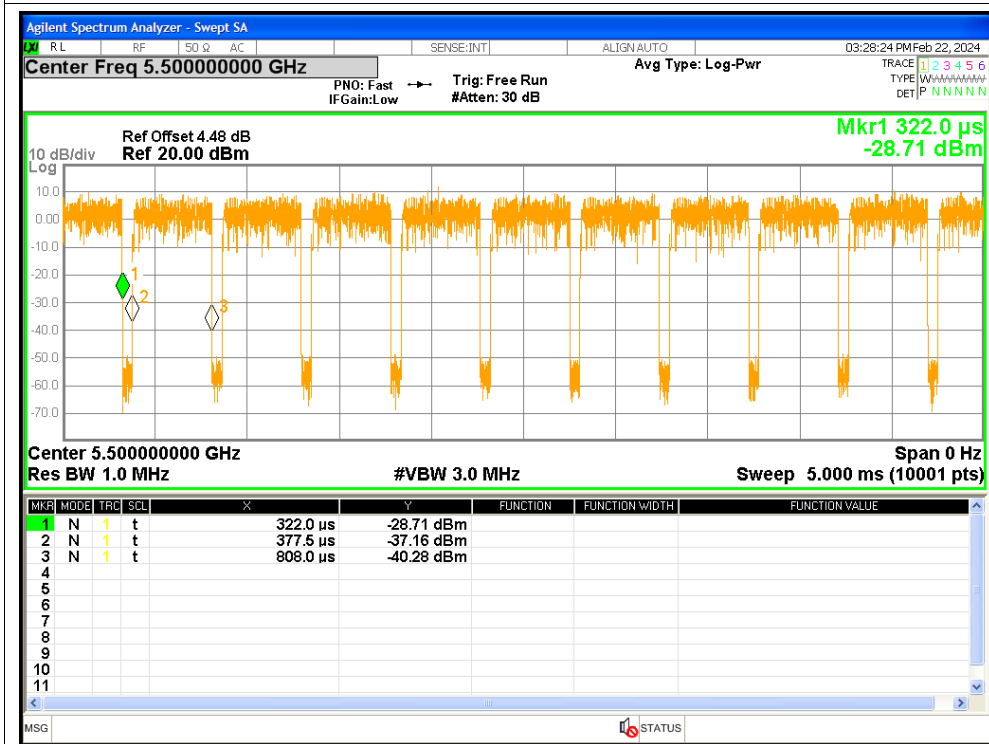 Agilent Spectrum Analyzer - Swept SA
LXI RL RF 50 Ω AC SENSE:INT ALIGN AUTO 03:28:24 PM Feb 22, 2024
Center Freq 5.500000000 GHz Avg Type: Log-Pwr TRACE 1 2 3 4 5 6
PNO: Fast Trig: Free Run TYPE WWWWWWW
IFGain:Low #Atten: 30 dB DET P N N N N N
Mkr1 322.0 µs
Ref Offset 4.48 dB
10 dB/div Ref 20.00 dBm -28.71 dBm
Log
10.0
0.00
-10.0
-20.0
1
2
-30.0
3
-40.0
-50.0
-60.0
-70.0
Center 5.500000000 GHz Span 0 Hz
Res BW 1.0 MHz #VBW 3.0 MHz Sweep 5.000 ms (10001 pts)
MKR MODE TRC SCL X Y FUNCTION FUNCTION WIDTH FUNCTION VALUE
1 N 1 t 322.0 µs -28.71 dBm
2 N 1 t 377.5 µs -37.16 dBm
3 N 1 t 808.0 µs -40.28 dBm
4
5
6
7
8
9
10
11
MSG STATUS